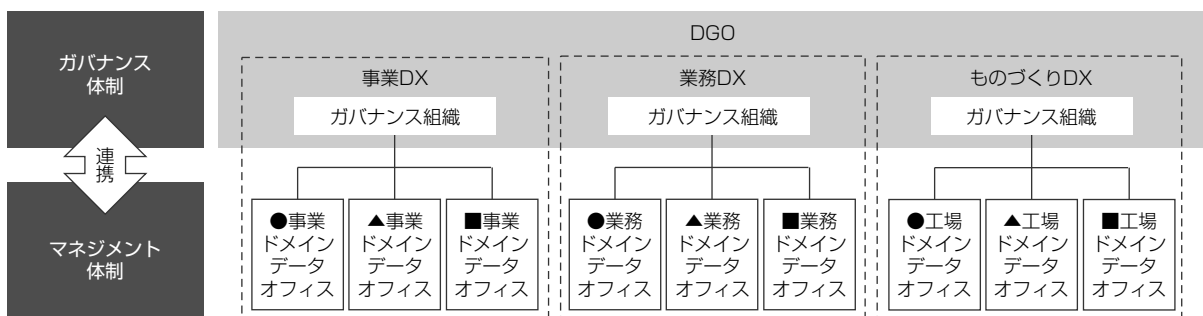 ガバナンス
体制
連
携
マネジメント
体制
DGO
事業DX
ガバナンス組織
●事業
ドメイン
データ
オフィス
▲事業
ドメイン
データ
オフィス
■事業
ドメイン
データ
オフィス
業務DX
ガバナンス組織
●業務
ドメイン
データ
オフィス
▲業務
ドメイン
データ
オフィス
■業務
ドメイン
データ
オフィス
ものづくりDX
ガバナンス組織
●工場
ドメイン
データ
オフィス
▲工場
ドメイン
データ
オフィス
■工場
ドメイン
データ
オフィス